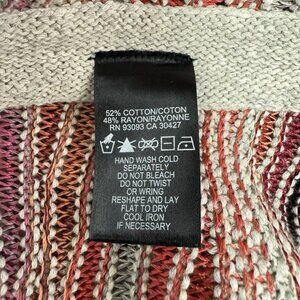 52% COTTON/COTON
48% RAYON/RAYONNE
RN 93093 CA 30427
HAND WASH COLD
SEPARATELY
DO NOT BLEACH
DO NOT TWIST
OR WRING
RESHAPE AND LAY
FLAT TO DRY
COOL IRON
IF NECESSARY